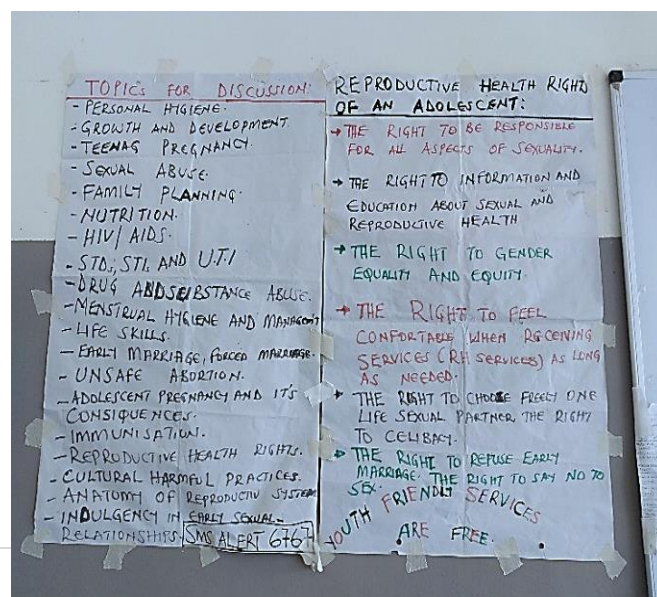 TOPICS FOR DISCUSSION:
- PERSONAL HYGIENE.
- GROWTH AND DEVELOPMENT.
- TEENAG PREGNANCY.
- SEXUAL ABUSE.
- FAMILY PLANNING.
- NUTRITION.
- HIV/AIDS.
- STDs, STI, AND U.T.I
- DRUG ABDSEIBSTANCE ABUSE.
- MENSTRUAL HYGIENE AND MANAGEMT
- LIFE SKILLS.
- EARLY MARRIAGE, FORCED MARRIAGE.
- UNSAFE ABORTION.
- ADOLESCENT PREGNANCY AND IT'S
CONSIQUENCES.
- IMMUNISATION.
- REPRODUCTIVE HEALTH RIGHTS.
- CULTURAL HARMFUL PRACTICES.
- ANATOMY OF REPRODUCTIV SYSTEM
- INDULGENCY IN EARLY SEXUAL
RELATIONSHIPS. SMS ALERT 6767
REPRODUCTIVE HEALTH RIGHTS
OF AN ADOLESCENT:
→ THE RIGHT TO BE RESPONSIBLE
FOR ALL ASPECTS OF SEXUALITY.
→ THE RIGHT TO INFORMATION AND
EDUCATION ABOUT SEXUAL AND
REPRODUCTIVE HEALTH
→ THE RIGHT TO GENDER
EQUALITY AND EQUITY.
→ THE RIGHT TO FEEL
CONFORTABLE WHEN RECEIVING
SERVICES (RH SERVICES) AS LONG
AS NEEDED.
→ THE RIGHT TO CHOOSE FREELY ONE
LIFE SEXUAL PARTNER, THE RIGHT
TO CELIBACY.
→ THE RIGHT TO REFUSE EARLY
MARRIAGE. THE RIGHT TO SAY NO TO
SEX.
YOUTH FRIENDLY SERVICES
ARE FREE.